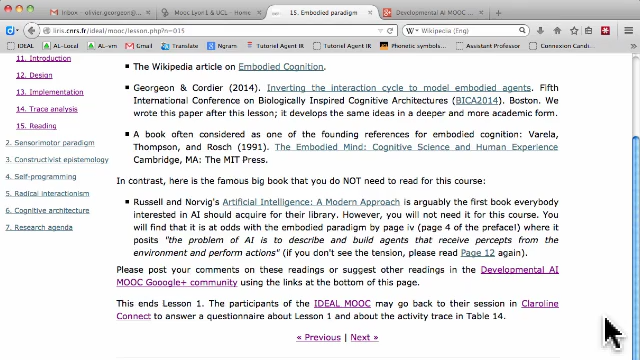 Inbox - olivier.georgeon@...
Mooc Lyon1 & UCL - Home
15. Embodied paradigm
Developmental AI MOOC ...
liris.cnrs.fr/ideal/mooc/lesson.php?n=015
Wikipedia (Eng)
IDEAL
AL-Local
AL-vm
Gmail
Translate
Ngram
Tutoriel Agent IR
Tutoriel Agent IR
Phonetic symbols...
Connexion Candi...
11. Introduction
12. Design
13. Implementation
14. Trace analysis
15. Reading
2. Sensorimotor paradigm
3. Constructivist epistemology
4. Self-programming
5. Radical interactionism
6. Cognitive architecture
7. Research agenda
The Wikipedia article on Embodied Cognition.
Georgeon & Cordier (2014). Inverting the interaction cycle to model embodied agents. Fifth
International Conference on Biologically Inspired Cognitive Architectures (BICA2014). Boston. We
wrote this paper after this lesson; it develops the same ideas in a deeper and more academic form.
A book often considered as one of the founding references for embodied cognition: Varela,
Thompson, and Rosch (1991). The Embodied Mind: Cognitive Science and Human Experience
Cambridge, MA: The MIT Press.
In contrast, here is the famous big book that you do NOT need to read for this course:
Russell and Norvig's Artificial Intelligence: A Modern Approach is arguably the first book everybody
interested in AI should acquire for their library. However, you will not need it for this course. You
will find that it is at odds with the embodied paradigm by page iv (page 4 of the preface!) where it
posits "the problem of AI is to describe and build agents that receive percepts from the
environment and perform actions" (if you don't see the tension, please read Page 12 again).
Please post your comments on these readings or suggest other readings in the Developmental AI
MOOC Gooogle+ community using the links at the bottom of this page.
This ends Lesson 1. The participants of the IDEAL MOOC may go back to their session in Claroline
Connect to answer a questionnaire about Lesson 1 and about the activity trace in Table 14.
« Previous | Next »